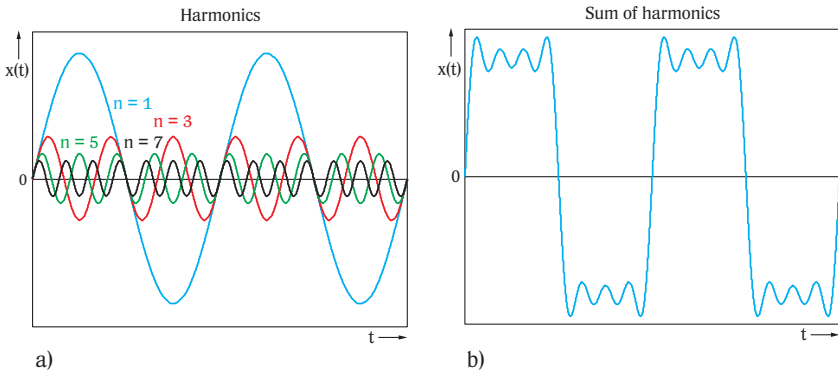 Harmonics
x(t)
n = 1
n = 3
n = 5
n = 7
0
t
a)
Sum of harmonics
x(t)
0
t
b)